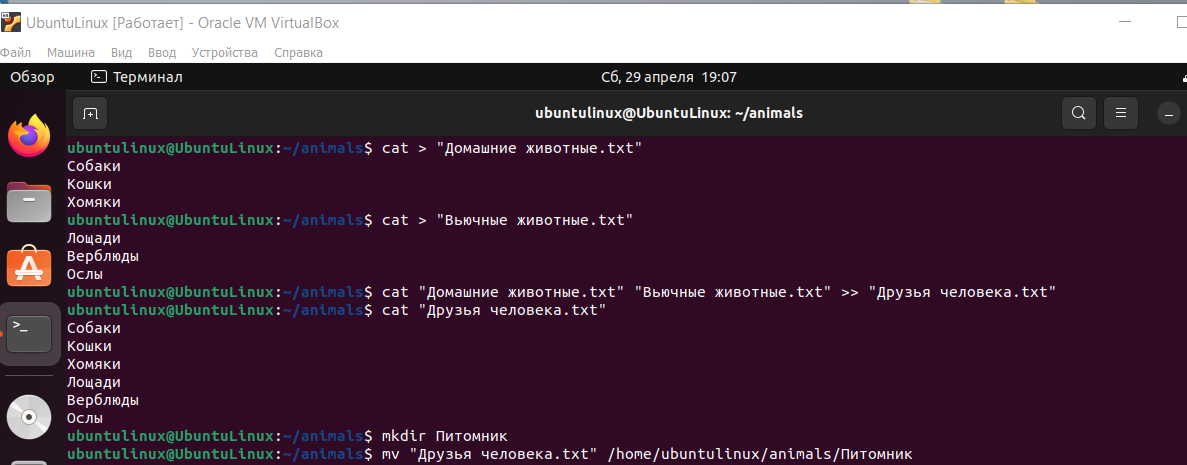 UbuntuLinux [Работает] - Oracle VM VirtualBox
Файл Машина Вид Ввод Устройства Справка
Обзор Терминал Сб, 29 апреля 19:07
ubuntulinux@UbuntuLinux: ~/animals
ubuntulinux@UbuntuLinux:~/animals$ cat > "Домашние животные.txt"
Собаки
Кошки
Хомяки
ubuntulinux@UbuntuLinux:~/animals$ cat > "Вьючные животные.txt"
Лощади
Верблюды
Ослы
ubuntulinux@UbuntuLinux:~/animals$ cat "Домашние животные.txt" "Вьючные животные.txt" >> "Друзья человека.txt"
ubuntulinux@UbuntuLinux:~/animals$ cat "Друзья человека.txt"
Собаки
Кошки
Хомяки
Лощади
Верблюды
Ослы
ubuntulinux@UbuntuLinux:~/animals$ mkdir Питомник
ubuntulinux@UbuntuLinux:~/animals$ mv "Друзья человека.txt" /home/ubuntulinux/animals/Питомник